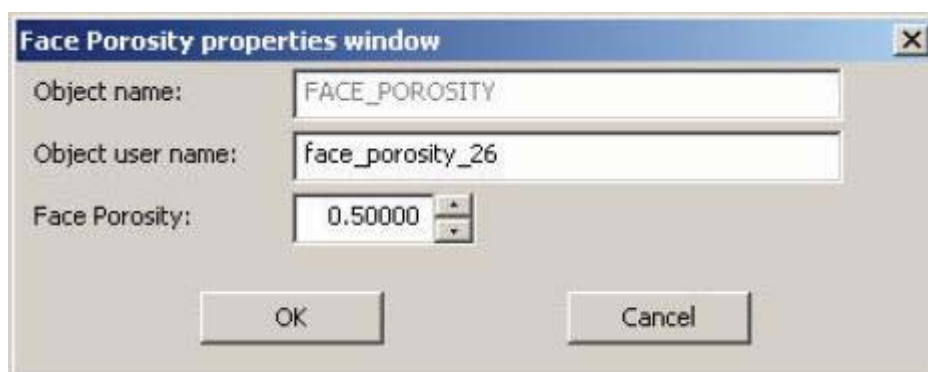 Face Porosity properties window
Object name: FACE_POROSITY
Object user name: face_porosity_26
Face Porosity: 0.50000
OK Cancel